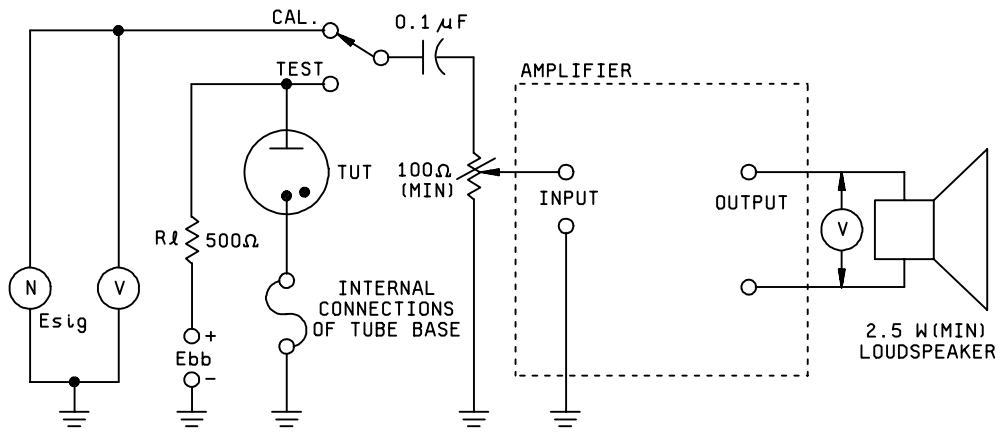 CAL.
0.1 μF
TEST
AMPLIFIER
TUT
100Ω
(MIN)
INPUT
OUTPUT
V
Rℓ 500Ω
N
V
Esig
INTERNAL
CONNECTIONS
OF TUBE BASE
+
Ebb
−
2.5 W(MIN)
LOUDSPEAKER